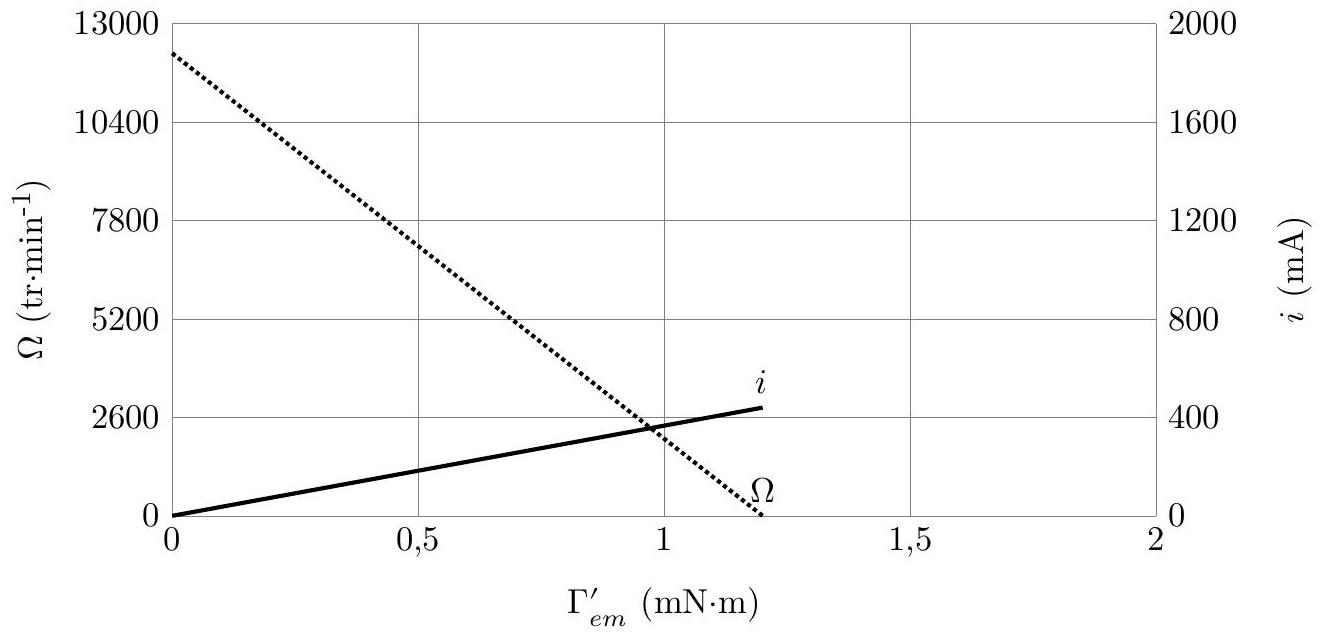 13000
10400
7800
5200
2600
0
Ω (tr·min-1)
2000
1600
1200
800
400
0
i (mA)
i
Ω
0 0,5 1 1,5 2
Γ′em (mN·m)